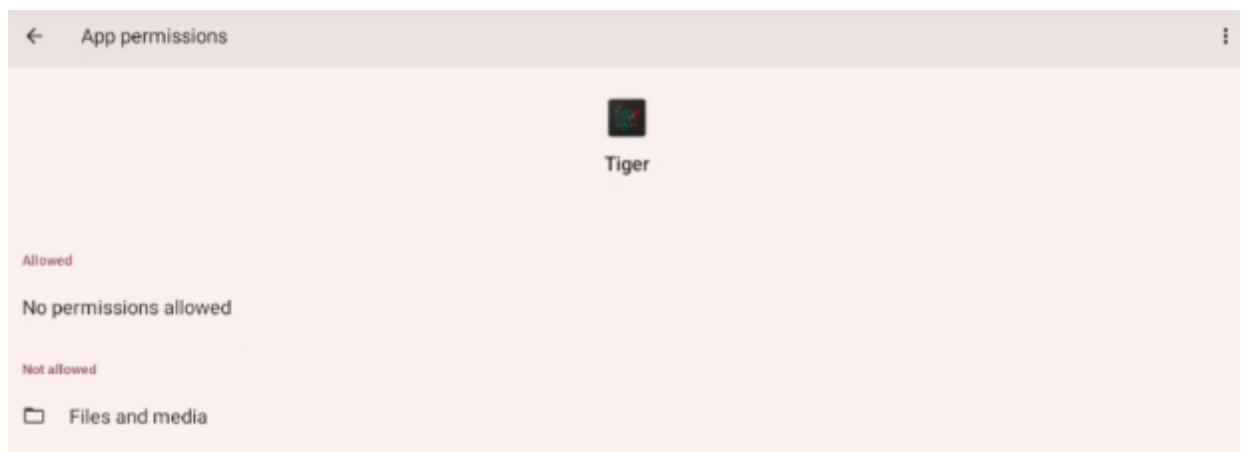 App permissions
Tiger
Allowed
No permissions allowed
Not allowed
Files and media